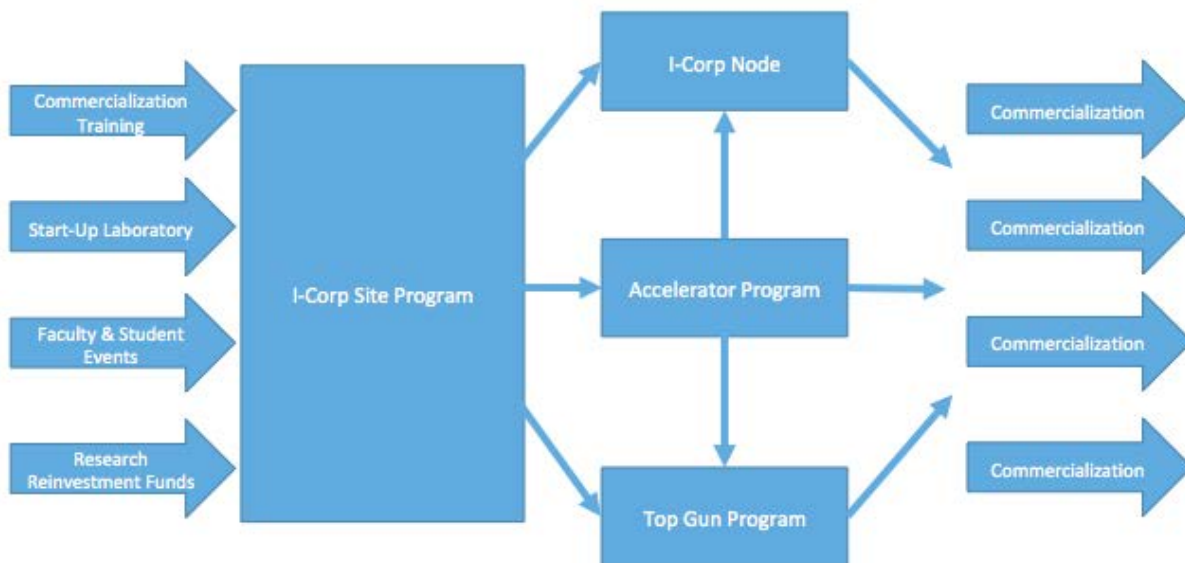 Commercialization
Training
Start-Up Laboratory
Faculty & Student
Events
Research
Reinvestment Funds
I-Corp Site Program
I-Corp Node
Accelerator Program
Top Gun Program
Commercialization
Commercialization
Commercialization
Commercialization